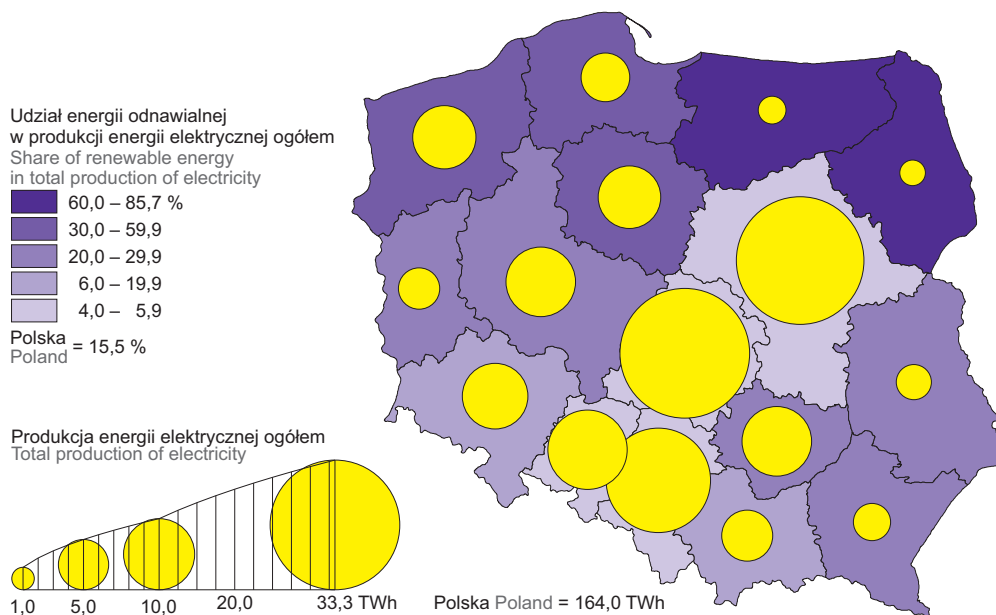 Udział energii odnawialnej
w produkcji energii elektrycznej ogółem
Share of renewable energy
in total production of electricity
60,0 – 85,7 %
30,0 – 59,9
20,0 – 29,9
6,0 – 19,9
4,0 – 5,9
Polska
Poland = 15,5 %
Produkcja energii elektrycznej ogółem
Total production of electricity
1,0 5,0 10,0 20,0 33,3 TWh
Polska Poland = 164,0 TWh